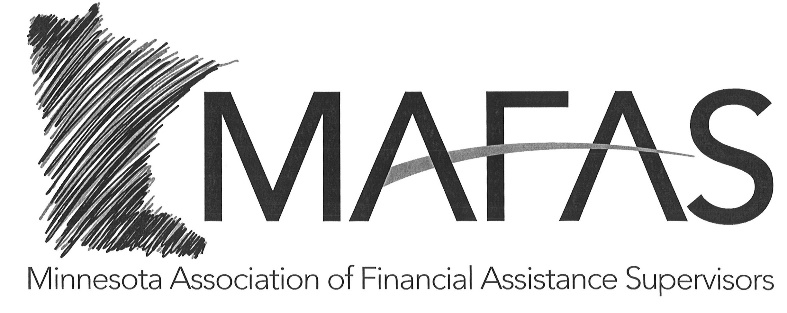 MAFAS
Minnesota Association of Financial Assistance Supervisors